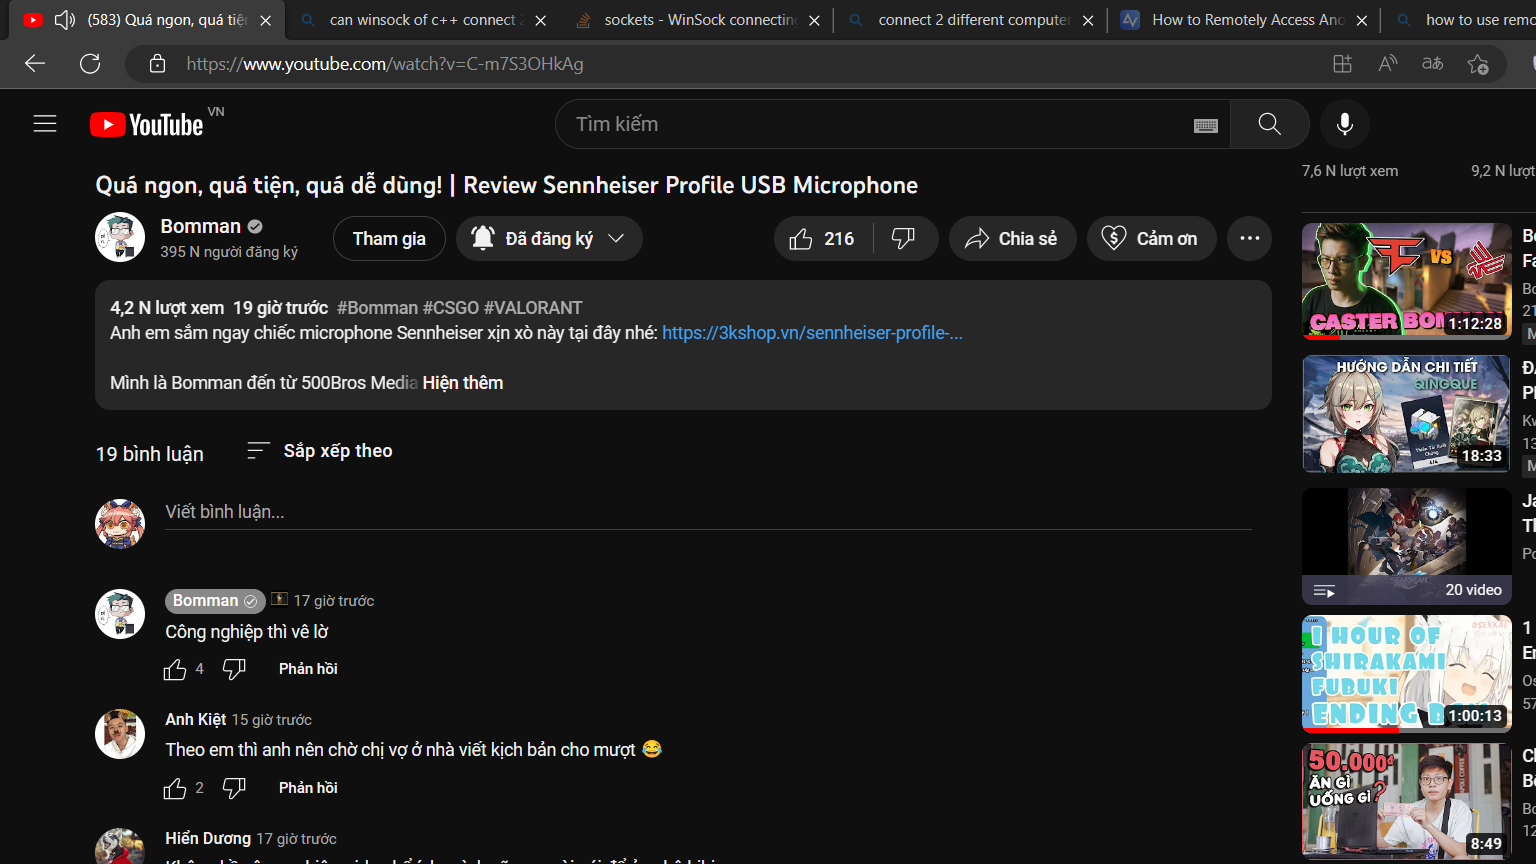 (583) Quá ngon, quá tiện
can winsock of c++ connect 2
sockets - WinSock connecting
connect 2 different computer
How to Remotely Access Ano
how to use remo
https://www.youtube.com/watch?v=C-m7S3OHkAg
YouTube VN
Tìm kiếm
7,6 N lượt xem
9,2 N lượt
Quá ngon, quá tiện, quá dễ dùng! | Review Sennheiser Profile USB Microphone
Bomman
395 N người đăng ký
Tham gia
Đã đăng ký
216
Chia sẻ
Cảm ơn
4,2 N lượt xem 19 giờ trước #Bomman #CSGO #VALORANT
Anh em sắm ngay chiếc microphone Sennheiser xịn xò này tại đây nhé: https://3kshop.vn/sennheiser-profile-...
Mình là Bomman đến từ 500Bros Media Hiện thêm
19 bình luận
Sắp xếp theo
Viết bình luận...
Bomman 17 giờ trước
Công nghiệp thì vê lờ
4
Phản hồi
Anh Kiệt 15 giờ trước
Theo em thì anh nên chờ chị vợ ở nhà viết kịch bản cho mượt 😂
2
Phản hồi
Hiển Dương 17 giờ trước
VS
CASTER BOM
1:12:28
HƯỚNG DẪN CHI TIẾT
QINGQUE
18:33
20 video
1 HOUR OF
SHIRAKAMI
FUBUKI
ENDING
1:00:13
50.000đ
ĂN GÌ
UỐNG GÌ?
8:49